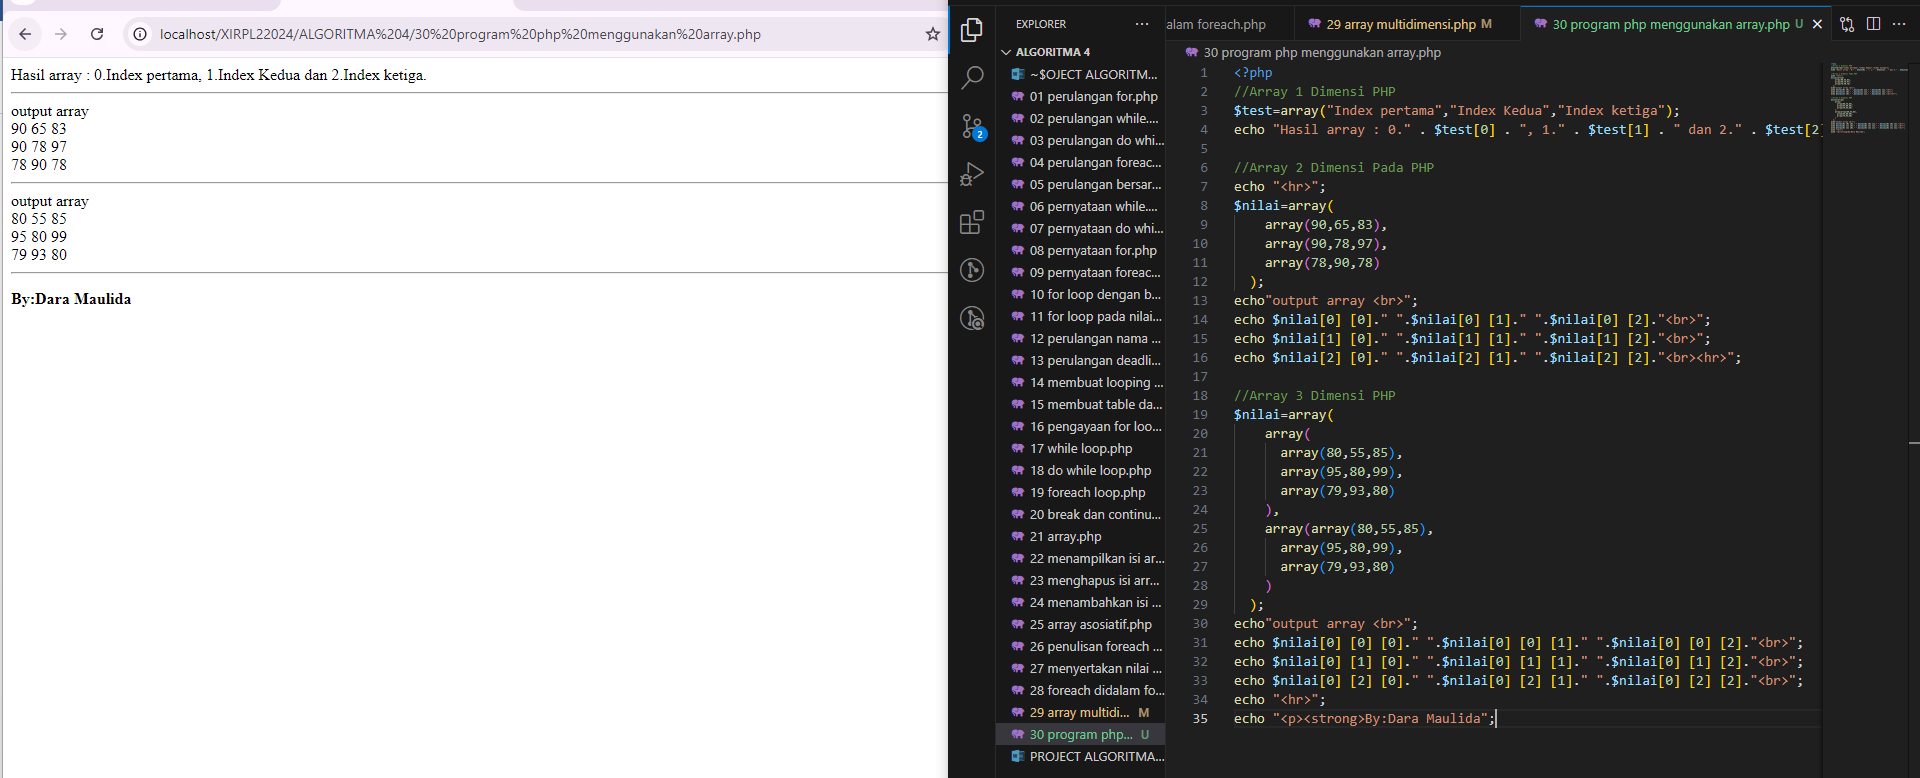 localhost/XIRPL22024/ALGORITMA%204/30%20program%20php%20menggunakan%20array.php
Hasil array : 0.Index pertama, 1.Index Kedua dan 2.Index ketiga.
output array
90 65 83
90 78 97
78 90 78
output array
80 55 85
95 80 99
79 93 80
By:Dara Maulida
2
EXPLORER
ALGORITMA 4
~$OJECT ALGORITM...
01 perulangan for.php
02 perulangan while....
03 perulangan do whi...
04 perulangan foreac...
05 perulangan bersar...
06 pernyataan while....
07 pernyataan do whi...
08 pernyataan for.php
09 pernyataan foreac...
10 for loop dengan b...
11 for loop pada nilai...
12 perulangan nama ...
13 perulangan deadli...
14 membuat looping ...
15 membuat table da...
16 pengayaan for loo...
17 while loop.php
18 do while loop.php
19 foreach loop.php
20 break dan continu...
21 array.php
22 menampilkan isi ar...
23 menghapus isi arr...
24 menambahkan isi ...
25 array asosiatif.php
26 penulisan foreach ...
27 menyertakan nilai ...
28 foreach didalam fo...
29 array multidi... M
30 program php... U
PROJECT ALGORITMA...
alam foreach.php
29 array multidimensi.php M
30 program php menggunakan array.php U
30 program php menggunakan array.php
1 <?php
2 //Array 1 Dimensi PHP
3 $test=array("Index pertama","Index Kedua","Index ketiga");
4 echo "Hasil array : 0." . $test[0] . ", 1." . $test[1] . " dan 2." . $test[2]
5
6 //Array 2 Dimensi Pada PHP
7 echo "<hr>";
8 $nilai=array(
9 array(90,65,83),
10 array(90,78,97),
11 array(78,90,78)
12 );
13 echo"output array <br>";
14 echo $nilai[0] [0]." ".$nilai[0] [1]." ".$nilai[0] [2]."<br>";
15 echo $nilai[1] [0]." ".$nilai[1] [1]." ".$nilai[1] [2]."<br>";
16 echo $nilai[2] [0]." ".$nilai[2] [1]." ".$nilai[2] [2]."<br><hr>";
17
18 //Array 3 Dimensi PHP
19 $nilai=array(
20 array(
21 array(80,55,85),
22 array(95,80,99),
23 array(79,93,80)
24 ),
25 array(array(80,55,85),
26 array(95,80,99),
27 array(79,93,80)
28 )
29 );
30 echo"output array <br>";
31 echo $nilai[0] [0] [0]." ".$nilai[0] [0] [1]." ".$nilai[0] [0] [2]."<br>";
32 echo $nilai[0] [1] [0]." ".$nilai[0] [1] [1]." ".$nilai[0] [1] [2]."<br>";
33 echo $nilai[0] [2] [0]." ".$nilai[0] [2] [1]." ".$nilai[0] [2] [2]."<br>";
34 echo "<hr>";
35 echo "<p><strong>By:Dara Maulida";